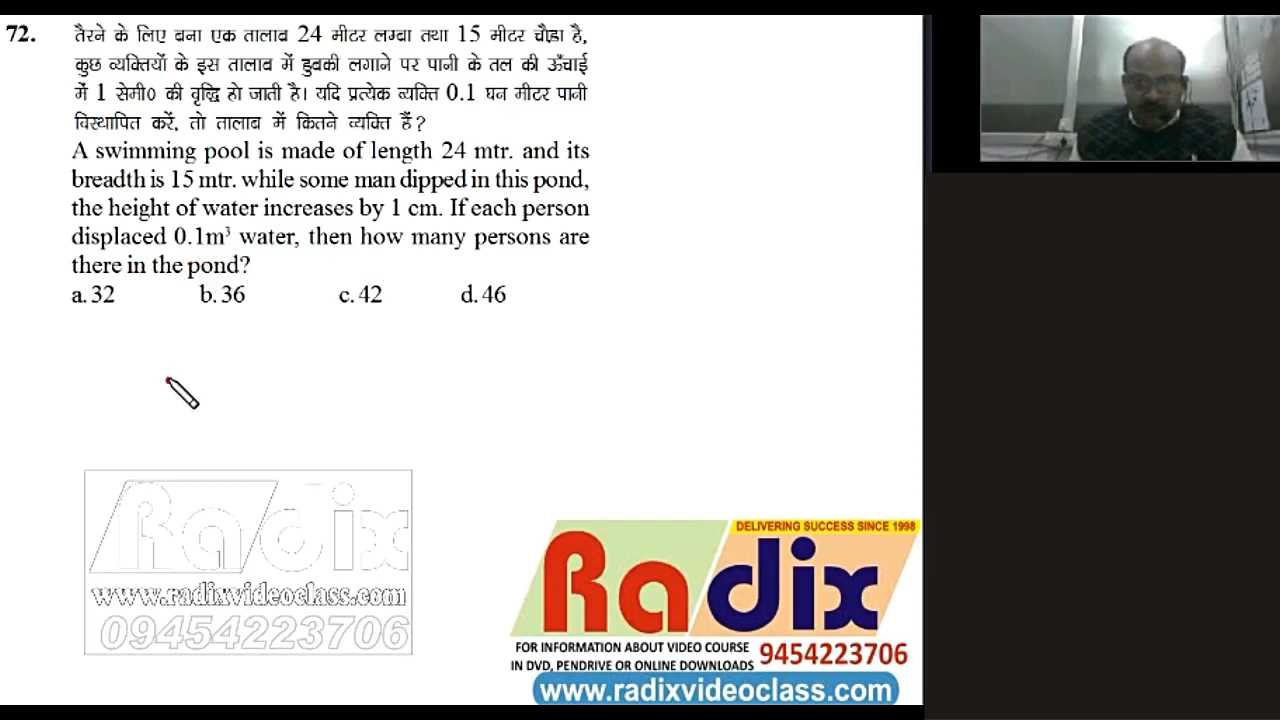 72. तैरने के लिए बना एक तालाब 24 मीटर लम्बा तथा 15 मीटर चौड़ा है,
कुछ व्यक्तियों के इस तालाब में डुबकी लगाने पर पानी के तल की ऊँचाई
में 1 सेमी० की वृद्धि हो जाती है। यदि प्रत्येक व्यक्ति 0.1 घन मीटर पानी
विस्थापित करें, तो तालाब में कितने व्यक्ति हैं?
A swimming pool is made of length 24 mtr. and its
breadth is 15 mtr. while some man dipped in this pond,
the height of water increases by 1 cm. If each person
displaced 0.1m³ water, then how many persons are
there in the pond?
a. 32 b. 36 c. 42 d. 46
Radix
www.radixvideoclass.com
09454223706
DELIVERING SUCCESS SINCE 1998
Radix
FOR INFORMATION ABOUT VIDEO COURSE
IN DVD, PENDRIVE OR ONLINE DOWNLOADS 9454223706
www.radixvideoclass.com